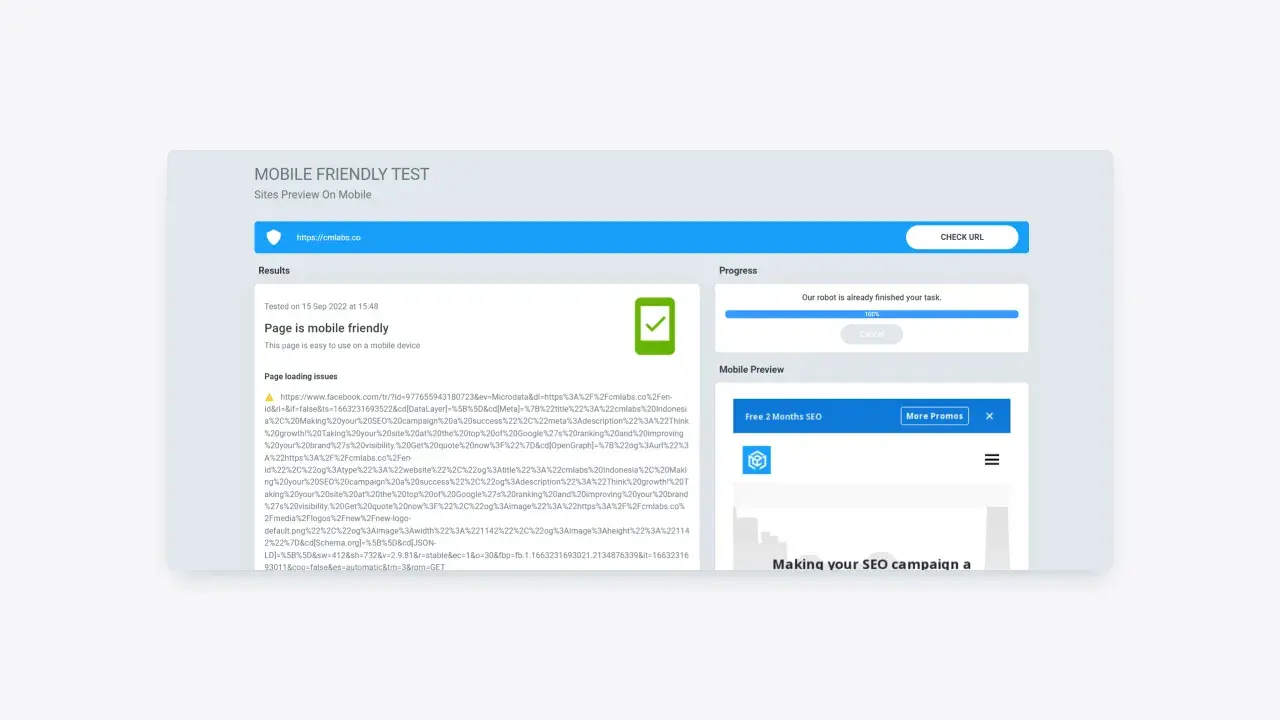 MOBILE FRIENDLY TEST
Sites Preview On Mobile
https://cmlabs.co
CHECK URL
Results
Tested on 15 Sep 2022 at 15:48
Page is mobile friendly
This page is easy to use on a mobile device
Page loading issues
https://www.facebook.com/tr/?id=977655943180723&ev=Microdata&dl=https%3A%2F%2Fcmlabs.co%2Fen-
id&rl=&if=false&ts=1663231693522&cd[DataLayer]=%5B%5D&cd[Meta]=%7B%22title%22%3A%22cmlabs%20Indonesi
a%2C%20Making%20your%20SEO%20campaign%20a%20success%22%2C%22meta%3Adescription%22%3A%22Think
%20growth!%20Taking%20your%20site%20at%20the%20top%20of%20Google%27s%20ranking%20and%20improving
%20your%20brand%27s%20visibility.%20Get%20quote%20now%3F%22%7D&cd[OpenGraph]=%7B%22og%3Aurl%22%3
A%22https%3A%2F%2Fcmlabs.co%2Fen-
id%22%2C%22og%3Atype%22%3A%22website%22%2C%22og%3Atitle%22%3A%22cmlabs%20Indonesia%2C%20Maki
ng%20your%20SEO%20campaign%20a%20success%22%2C%22og%3Adescription%22%3A%22Think%20growth!%20T
aking%20your%20site%20at%20the%20top%20of%20Google%27s%20ranking%20and%20improving%20your%20brand
%27s%20visibility.%20Get%20quote%20now%3F%22%2C%22og%3Aimage%22%3A%22https%3A%2F%2Fcmlabs.co%
2Fmedia%2Flogos%2Fnew%2Fnew-logo-
default.png%22%2C%22og%3Aimage%3Awidth%22%3A%221142%22%2C%22og%3Aimage%3Aheight%22%3A%22114
2%22%7D&cd[Schema.org]=%5B%5D&cd[JSON-
LD]=%5B%5D&sw=412&sh=732&v=2.9.81&r=stable&ec=1&o=30&fbp=fb.1.1663231693021.2134876339&it=16632316
93011&coo=false&es=automatic&tm=3&rqm=GET
Progress
Our robot is already finished your task.
100%
Cancel
Mobile Preview
Free 2 Months SEO
More Promos
Making your SEO campaign a